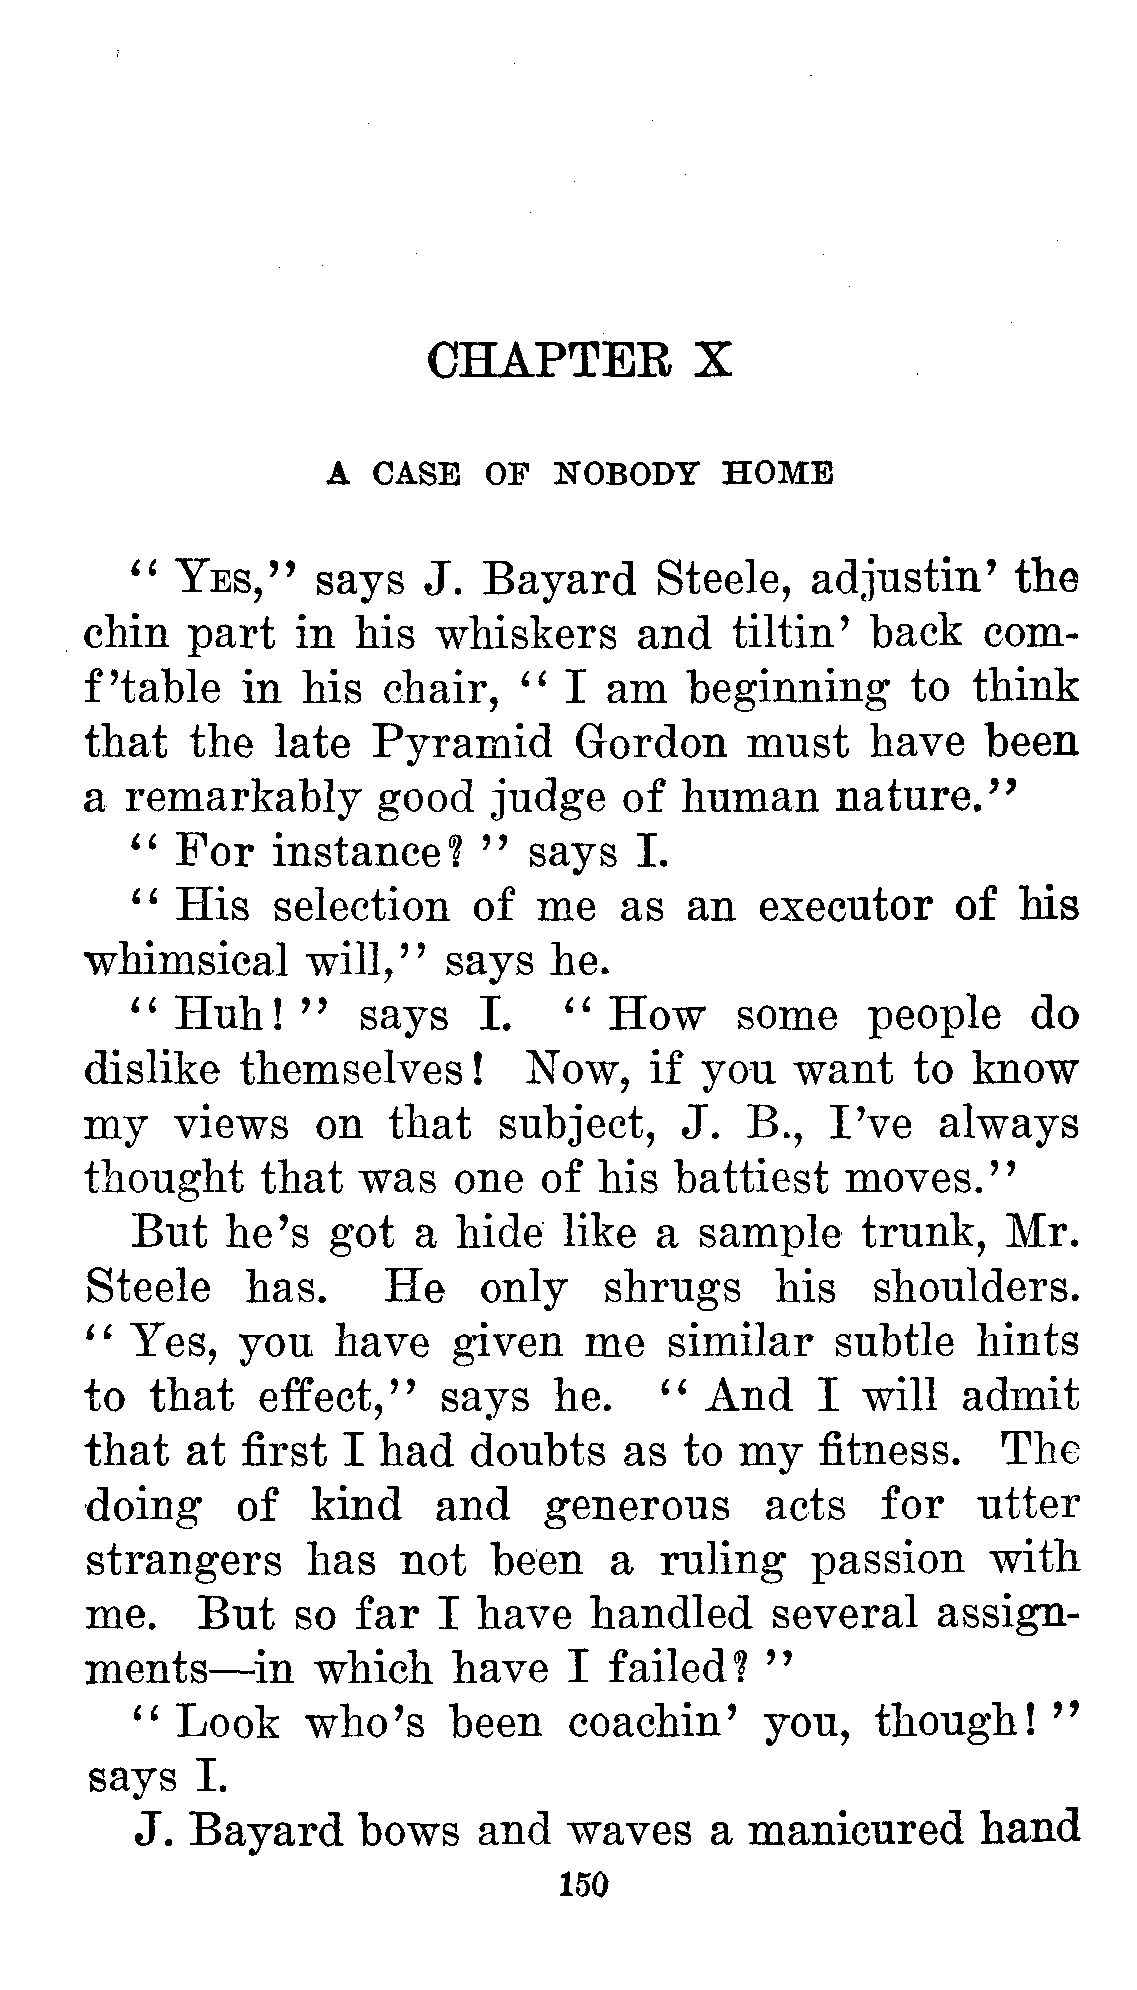 CHAPTER X
A CASE OF NOBODY HOME
“ YES,” says J. Bayard Steele, adjustin’ the
chin part in his whiskers and tiltin’ back com-
f’table in his chair, “ I am beginning to think
that the late Pyramid Gordon must have been
a remarkably good judge of human nature.”
“ For instance? ” says I.
“ His selection of me as an executor of his
whimsical will,” says he.
“ Huh! ” says I. “ How some people do
dislike themselves! Now, if you want to know
my views on that subject, J. B., I’ve always
thought that was one of his battiest moves.”
But he’s got a hide like a sample trunk, Mr.
Steele has. He only shrugs his shoulders.
“ Yes, you have given me similar subtle hints
to that effect,” says he. “ And I will admit
that at first I had doubts as to my fitness. The
doing of kind and generous acts for utter
strangers has not been a ruling passion with
me. But so far I have handled several assign-
ments—in which have I failed? ”
“ Look who’s been coachin’ you, though! ”
says I.
J. Bayard bows and waves a manicured hand
150